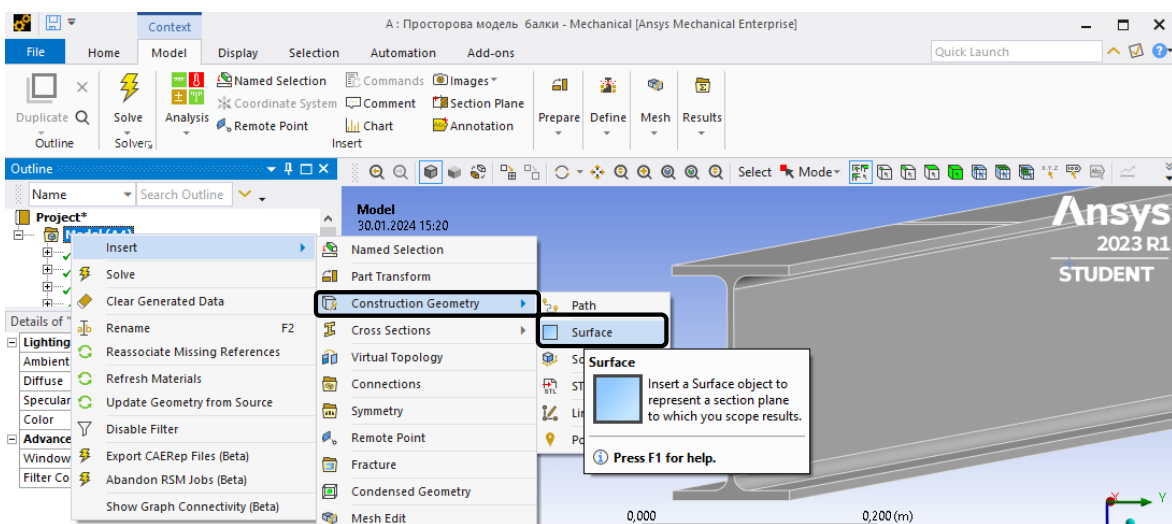 Context
A : Просторова модель балки - Mechanical [Ansys Mechanical Enterprise]
File Home Model Display Selection Automation Add-ons
Quick Launch
Duplicate
Outline
Solve
Solver
Analysis
Named Selection
Coordinate System
Remote Point
Commands
Comment
Chart
Images
Section Plane
Annotation
Insert
Prepare
Define
Mesh
Results
Outline
Select
Mode
Name
Search Outline
Project*
Model (A4)
Insert
Solve
Clear Generated Data
Rename F2
Reassociate Missing References
Refresh Materials
Update Geometry from Source
Disable Filter
Export CAERep Files (Beta)
Abandon RSM Jobs (Beta)
Show Graph Connectivity (Beta)
Details of "
Lighting
Ambient
Diffuse
Specular
Color
Advance
Window
Filter Co
Named Selection
Part Transform
Construction Geometry
Cross Sections
Virtual Topology
Connections
Symmetry
Remote Point
Fracture
Condensed Geometry
Mesh Edit
Path
Surface
So
ST
STL
Li
Po
Surface
Insert a Surface object to
represent a section plane
to which you scope results.
Press F1 for help.
Model
30.01.2024 15:20
Ansys
2023 R1
STUDENT
0,000
0,200 (m)
X
Y